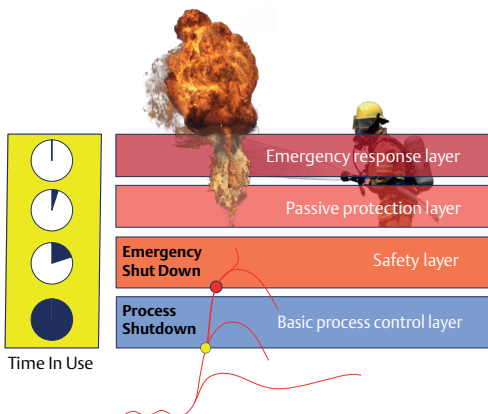 Emergency response layer
Passive protection layer
Emergency
Shut Down
Safety layer
Process
Shutdown
Basic process control layer
Time In Use